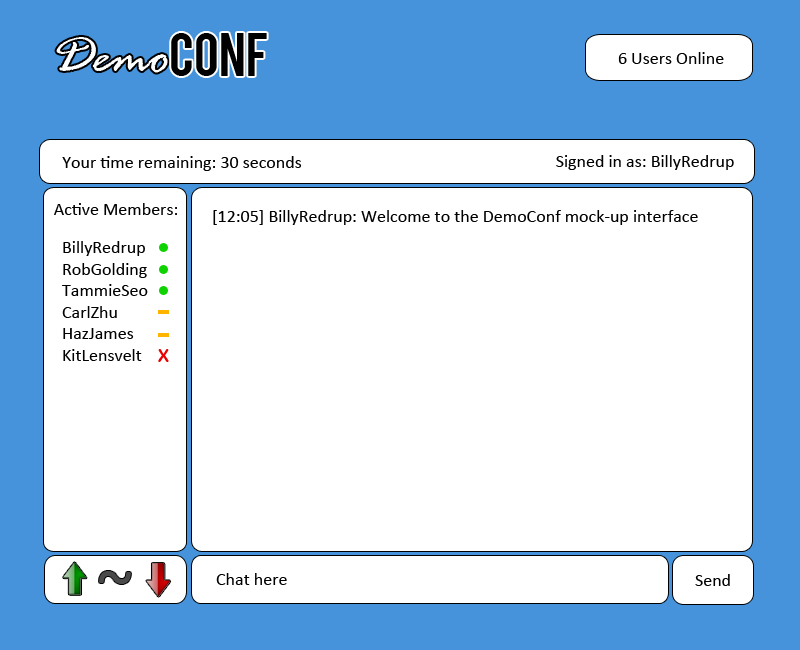 DemoCONF
6 Users Online
Your time remaining: 30 seconds
Signed in as: BillyRedrup
Active Members:
BillyRedrup
RobGolding
TammieSeo
CarlZhu
HazJames
KitLensvelt X
[12:05] BillyRedrup: Welcome to the DemoConf mock-up interface
Chat here
Send